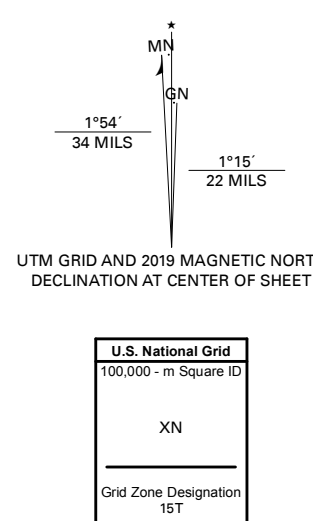 MN
GN
1°54´
34 MILS
1°15´
22 MILS
UTM GRID AND 2019 MAGNETIC NORT
DECLINATION AT CENTER OF SHEET
U.S. National Grid
100,000 - m Square ID
XN
Grid Zone Designation
15T